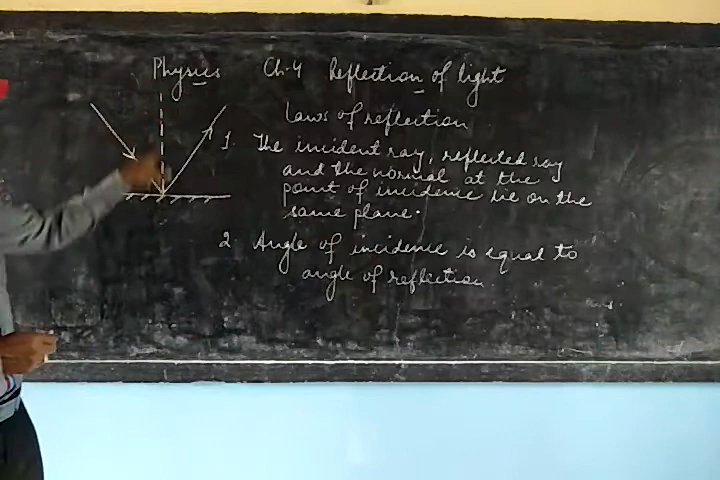 Physics Ch-4 Reflection of light
Laws of reflection
1. The incident ray, reflected ray
and the normal at the
point of incidence lie on the
same plane.
2 Angle of incidence is equal to
angle of reflection